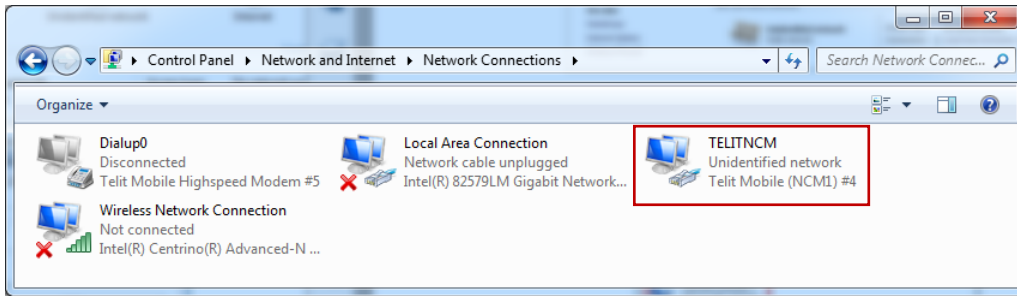 Control Panel Network and Internet Network Connections
Search Network Connec...
Organize
Dialup0
Disconnected
Telit Mobile Highspeed Modem #5
Local Area Connection
Network cable unplugged
Intel(R) 82579LM Gigabit Network...
TELITNCM
Unidentified network
Telit Mobile (NCM1) #4
Wireless Network Connection
Not connected
Intel(R) Centrino(R) Advanced-N ...